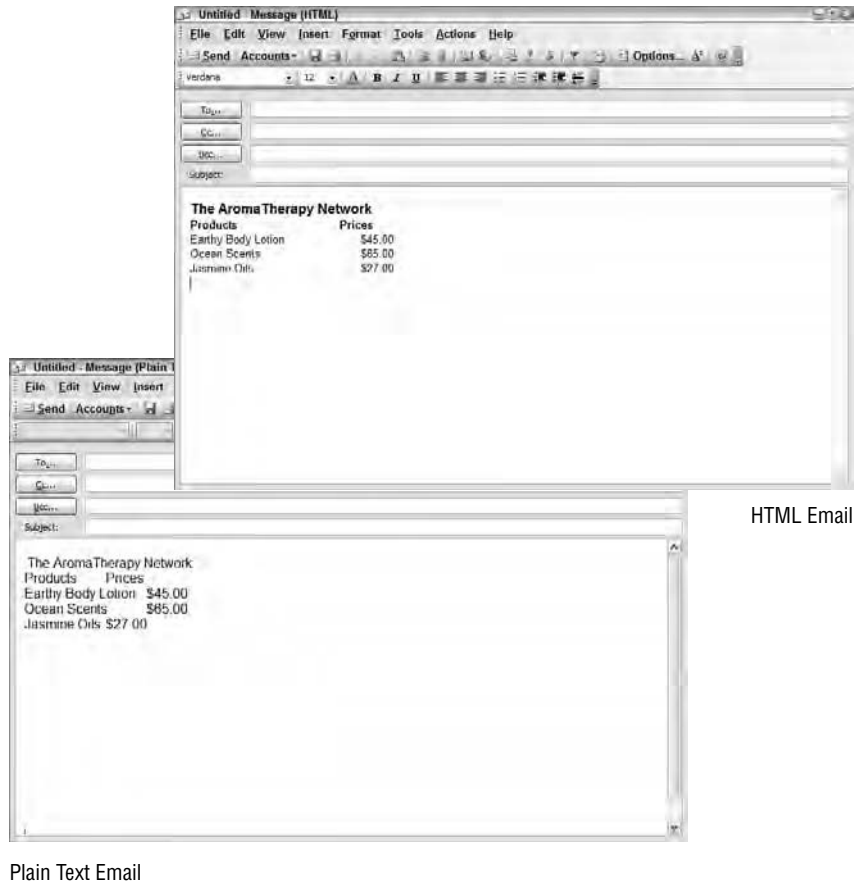 Untitled Message (HTML)
File Edit View Insert Format Tools Actions Help
Send Accounts Options...
verdana 12 A B I U
To...
Cc...
Bcc...
Subject:
The AromaTherapy Network
Products Prices
Earthy Body Lotion $45.00
Ocean Scents $65.00
Jasmine Oils $27.00
HTML Email
Untitled - Message (Plain
File Edit View Insert
Send Accounts
To...
Cc...
Bcc...
Subject:
The AromaTherapy Network
Products Prices
Earthy Body Lotion $45.00
Ocean Scents $65.00
Jasmine Oils $27.00
Plain Text Email